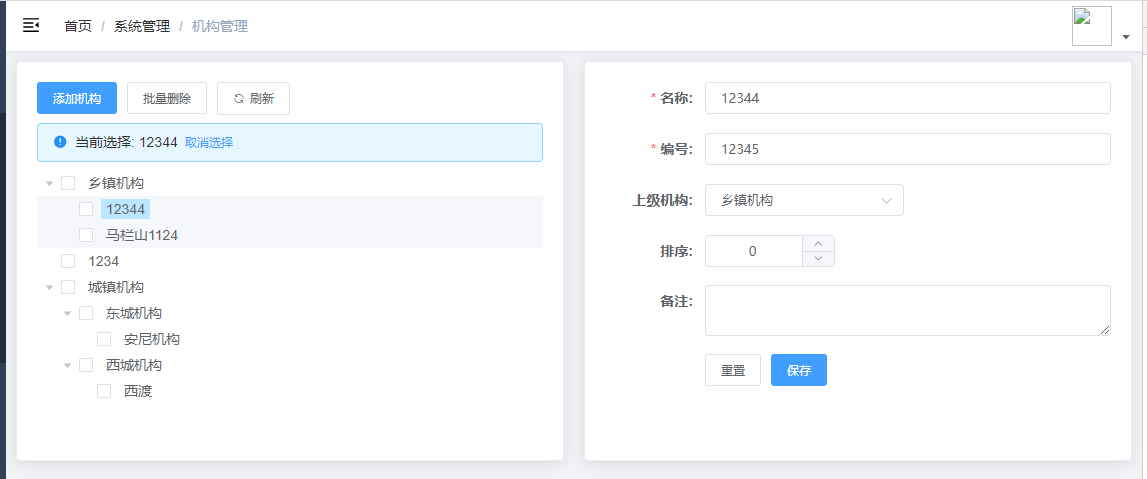 首页 / 系统管理 / 机构管理
添加机构 批量删除 刷新
当前选择: 12344 取消选择
乡镇机构
12344
马栏山1124
1234
城镇机构
东城机构
安尼机构
西城机构
西渡
* 名称: 12344
* 编号: 12345
上级机构: 乡镇机构
排序: 0
备注:
重置 保存